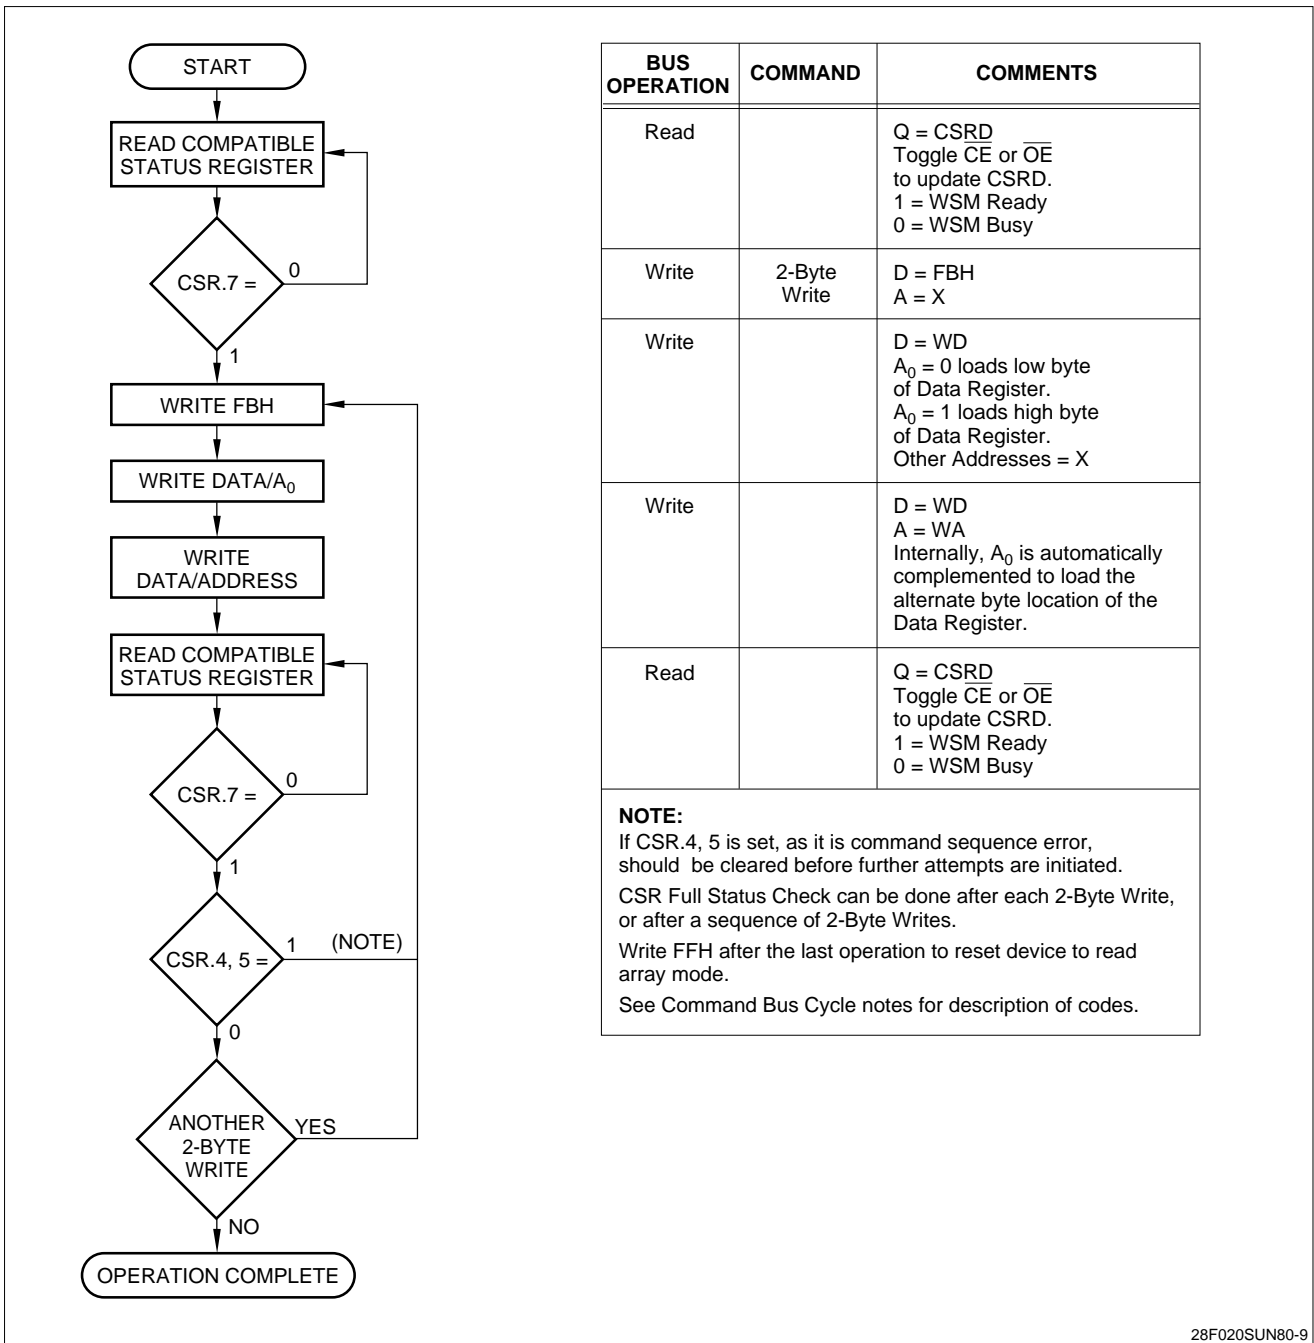 START
READ COMPATIBLE
STATUS REGISTER
CSR.7 =
0
1
WRITE FBH
WRITE DATA/A₀
WRITE
DATA/ADDRESS
READ COMPATIBLE
STATUS REGISTER
CSR.7 =
0
1
CSR.4, 5 =
1
(NOTE)
0
ANOTHER
2-BYTE
WRITE
YES
NO
OPERATION COMPLETE
BUS
OPERATION
COMMAND
COMMENTS
Read
Q = CSRD
Toggle C̅E̅ or O̅E̅
to update CSRD.
1 = WSM Ready
0 = WSM Busy
Write
2-Byte
Write
D = FBH
A = X
Write
D = WD
A₀ = 0 loads low byte
of Data Register.
A₀ = 1 loads high byte
of Data Register.
Other Addresses = X
Write
D = WD
A = WA
Internally, A₀ is automatically
complemented to load the
alternate byte location of the
Data Register.
Read
Q = CSRD
Toggle C̅E̅ or O̅E̅
to update CSRD.
1 = WSM Ready
0 = WSM Busy
NOTE:
If CSR.4, 5 is set, as it is command sequence error,
should be cleared before further attempts are initiated.
CSR Full Status Check can be done after each 2-Byte Write,
or after a sequence of 2-Byte Writes.
Write FFH after the last operation to reset device to read
array mode.
See Command Bus Cycle notes for description of codes.
28F020SUN80-9